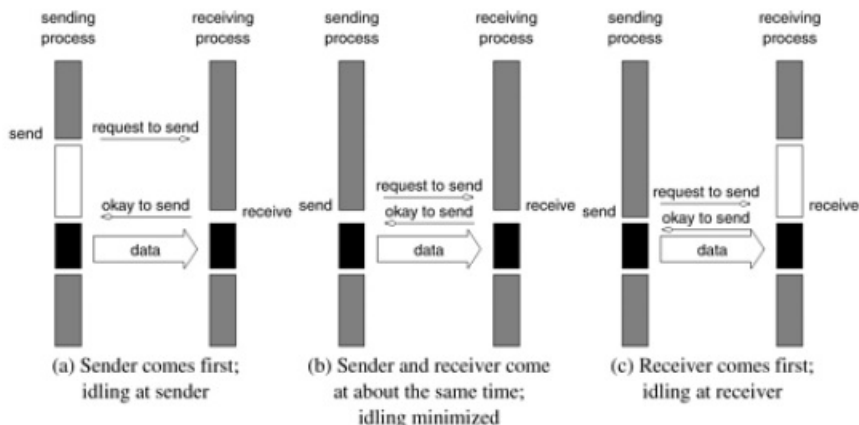 sending process
receiving process
send
request to send
okay to send
receive
data
(a) Sender comes first;
idling at sender
sending process
receiving process
request to send
send
okay to send
receive
data
(b) Sender and receiver come
at about the same time;
idling minimized
sending process
receiving process
request to send
send
okay to send
receive
data
(c) Receiver comes first;
idling at receiver